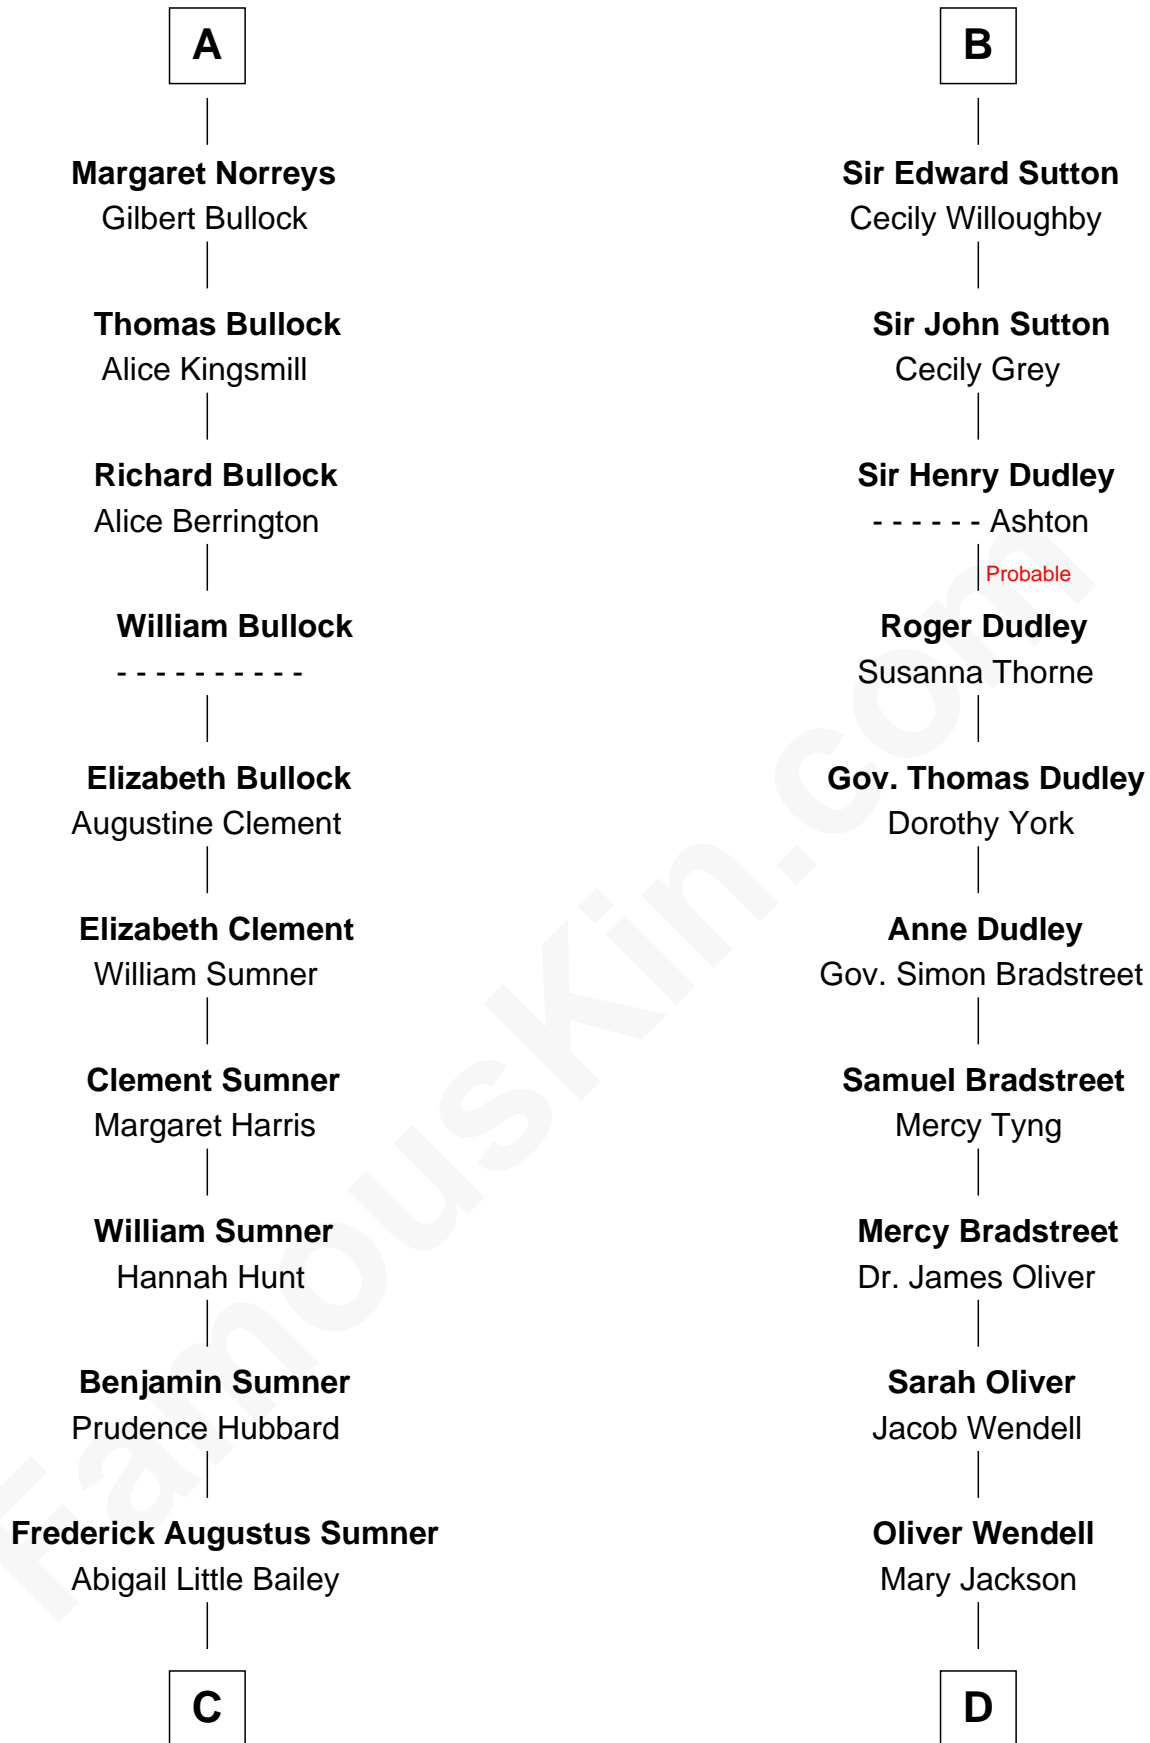 A
Margaret Norreys
Gilbert Bullock
Thomas Bullock
Alice Kingsmill
Richard Bullock
Alice Berrington
William Bullock
- - - - - - - - - -
Elizabeth Bullock
Augustine Clement
Elizabeth Clement
William Sumner
Clement Sumner
Margaret Harris
William Sumner
Hannah Hunt
Benjamin Sumner
Prudence Hubbard
Frederick Augustus Sumner
Abigail Little Bailey
C
B
Sir Edward Sutton
Cecily Willoughby
Sir John Sutton
Cecily Grey
Sir Henry Dudley
- - - - - - Ashton
Probable
Roger Dudley
Susanna Thorne
Gov. Thomas Dudley
Dorothy York
Anne Dudley
Gov. Simon Bradstreet
Samuel Bradstreet
Mercy Tyng
Mercy Bradstreet
Dr. James Oliver
Sarah Oliver
Jacob Wendell
Oliver Wendell
Mary Jackson
D
FamousKin.com